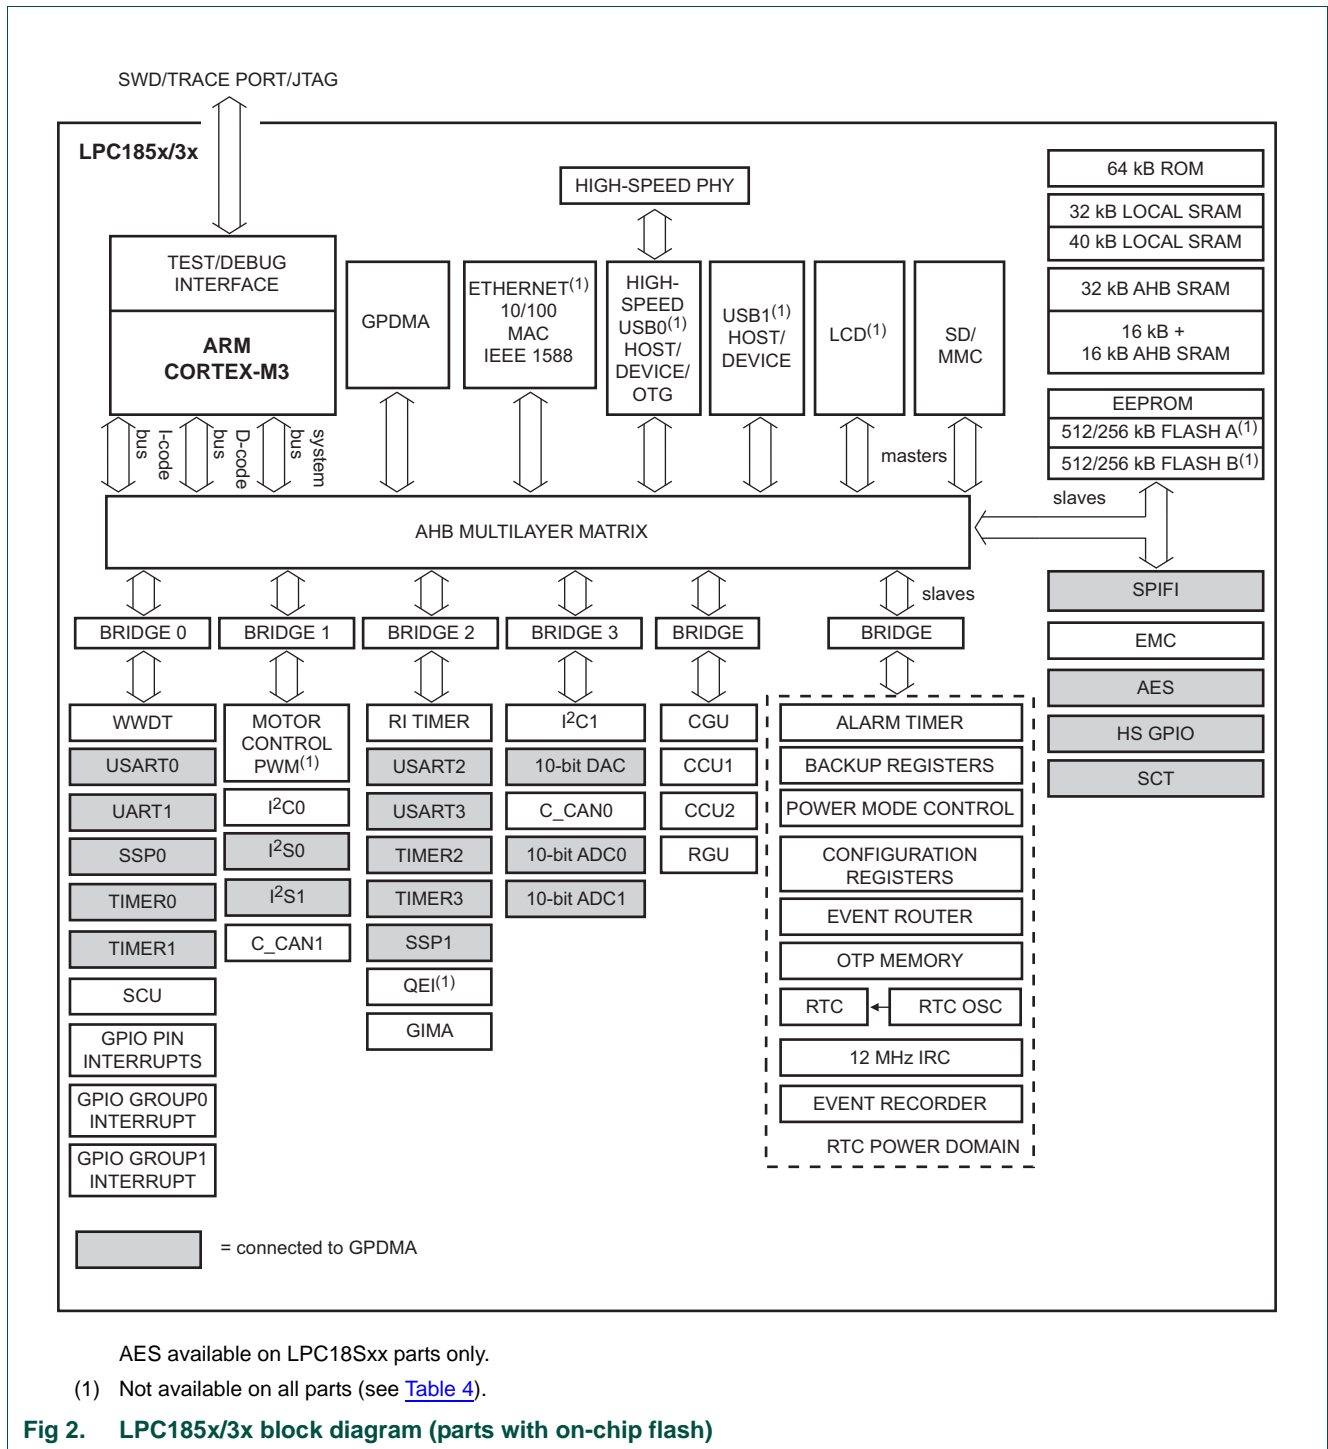 SWD/TRACE PORT/JTAG
LPC185x/3x
HIGH-SPEED PHY
TEST/DEBUG
INTERFACE
ARM
CORTEX-M3
GPDMA
ETHERNET(1)
10/100
MAC
IEEE 1588
HIGH-
SPEED
USB0(1)
HOST/
DEVICE/
OTG
USB1(1)
HOST/
DEVICE
LCD(1)
SD/
MMC
64 kB ROM
32 kB LOCAL SRAM
40 kB LOCAL SRAM
32 kB AHB SRAM
16 kB +
16 kB AHB SRAM
EEPROM
512/256 kB FLASH A(1)
512/256 kB FLASH B(1)
I-code
bus
D-code
bus
system
bus
masters
slaves
AHB MULTILAYER MATRIX
slaves
BRIDGE 0
BRIDGE 1
BRIDGE 2
BRIDGE 3
BRIDGE
BRIDGE
SPIFI
EMC
AES
HS GPIO
SCT
WWDT
USART0
UART1
SSP0
TIMER0
TIMER1
SCU
GPIO PIN
INTERRUPTS
GPIO GROUP0
INTERRUPT
GPIO GROUP1
INTERRUPT
MOTOR
CONTROL
PWM(1)
I2C0
I2S0
I2S1
C_CAN1
RI TIMER
USART2
USART3
TIMER2
TIMER3
SSP1
QEI(1)
GIMA
I2C1
10-bit DAC
C_CAN0
10-bit ADC0
10-bit ADC1
CGU
CCU1
CCU2
RGU
ALARM TIMER
BACKUP REGISTERS
POWER MODE CONTROL
CONFIGURATION
REGISTERS
EVENT ROUTER
OTP MEMORY
RTC
RTC OSC
12 MHz IRC
EVENT RECORDER
RTC POWER DOMAIN
= connected to GPDMA
AES available on LPC18Sxx parts only.
(1) Not available on all parts (see Table 4).
Fig 2. LPC185x/3x block diagram (parts with on-chip flash)